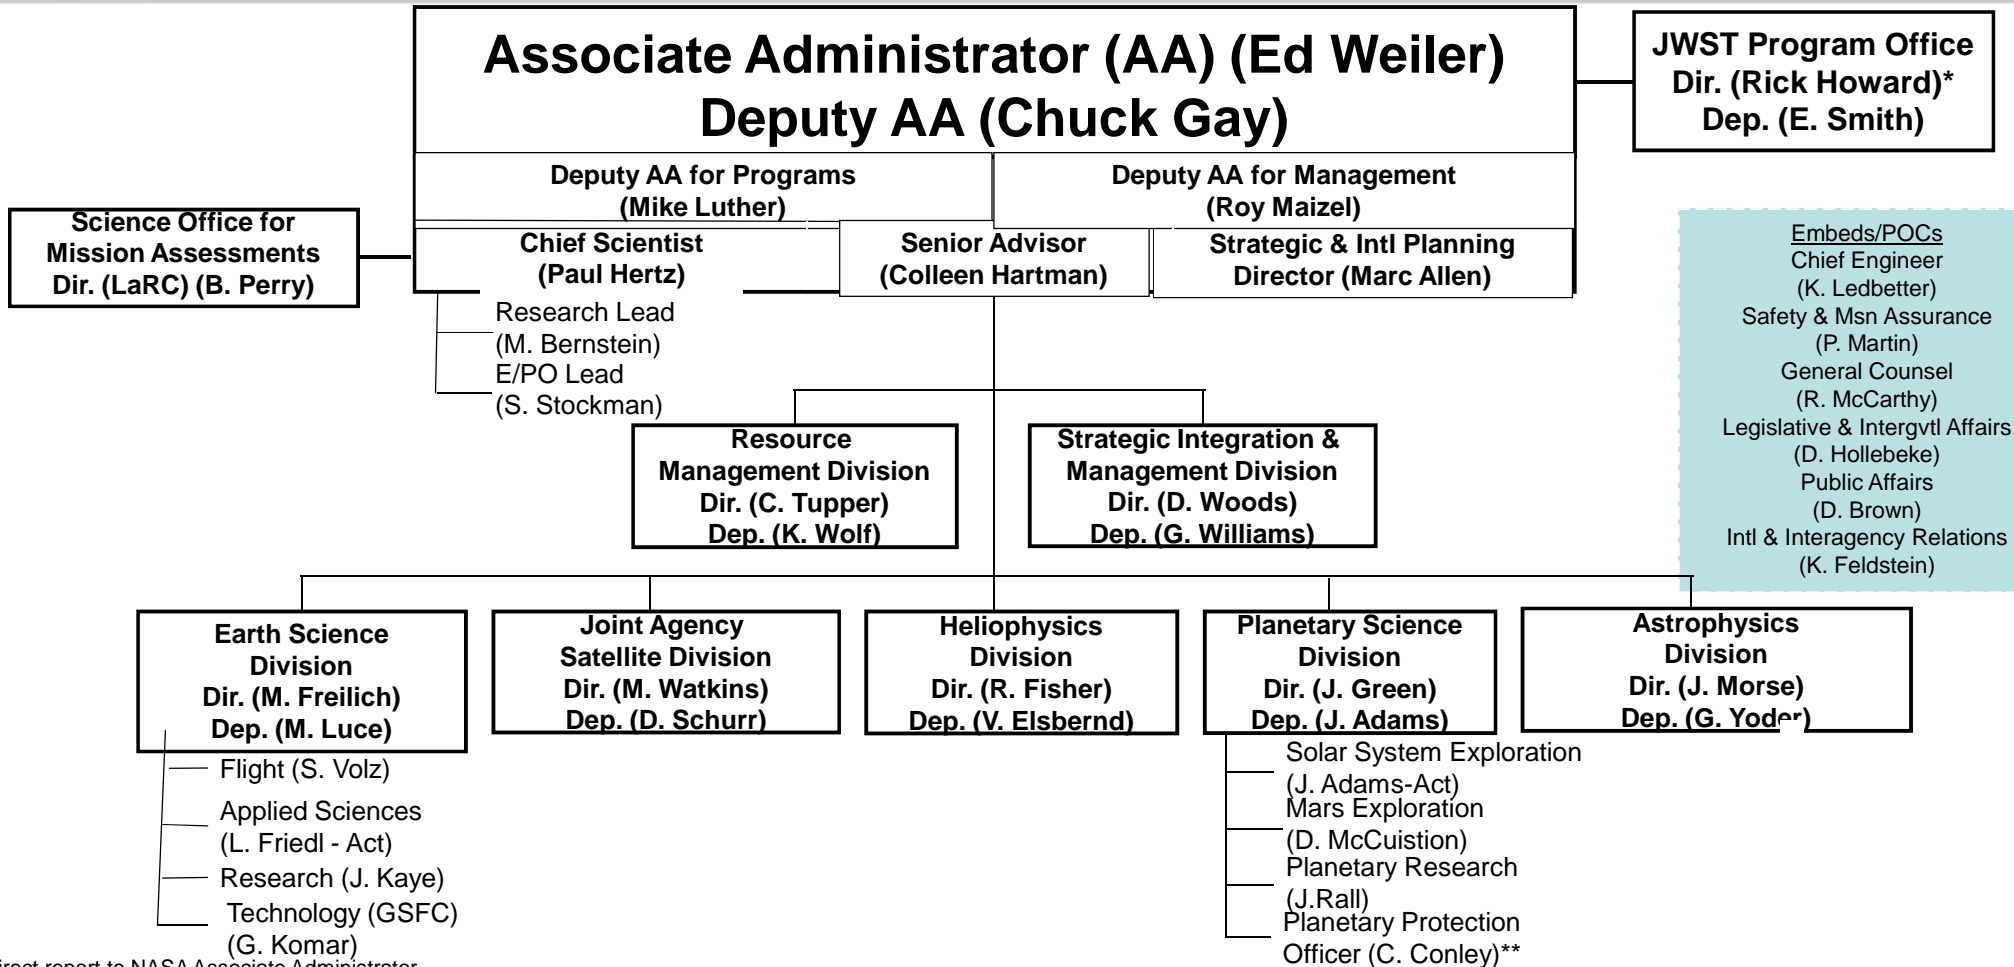 Associate Administrator (AA) (Ed Weiler)
Deputy AA (Chuck Gay)
JWST Program Office
Dir. (Rick Howard)*
Dep. (E. Smith)
Deputy AA for Programs
(Mike Luther)
Deputy AA for Management
(Roy Maizel)
Science Office for
Mission Assessments
Dir. (LaRC) (B. Perry)
Chief Scientist
(Paul Hertz)
Senior Advisor
(Colleen Hartman)
Strategic & Intl Planning
Director (Marc Allen)
Embeds/POCs
Chief Engineer
(K. Ledbetter)
Safety & Msn Assurance
(P. Martin)
General Counsel
(R. McCarthy)
Legislative & Intergvtl Affairs
(D. Hollebeke)
Public Affairs
(D. Brown)
Intl & Interagency Relations
(K. Feldstein)
Research Lead
(M. Bernstein)
E/PO Lead
(S. Stockman)
Resource
Management Division
Dir. (C. Tupper)
Dep. (K. Wolf)
Strategic Integration &
Management Division
Dir. (D. Woods)
Dep. (G. Williams)
Earth Science
Division
Dir. (M. Freilich)
Dep. (M. Luce)
Joint Agency
Satellite Division
Dir. (M. Watkins)
Dep. (D. Schurr)
Heliophysics
Division
Dir. (R. Fisher)
Dep. (V. Elsbernd)
Planetary Science
Division
Dir. (J. Green)
Dep. (J. Adams)
Astrophysics
Division
Dir. (J. Morse)
Dep. (G. Yoder)
Flight (S. Volz)
Applied Sciences
(L. Friedl - Act)
Research (J. Kaye)
Technology (GSFC)
(G. Komar)
Solar System Exploration
(J. Adams-Act)
Mars Exploration
(D. McCuistion)
Planetary Research
(J.Rall)
Planetary Protection
Officer (C. Conley)**
irect report to NASA Associate Administrator